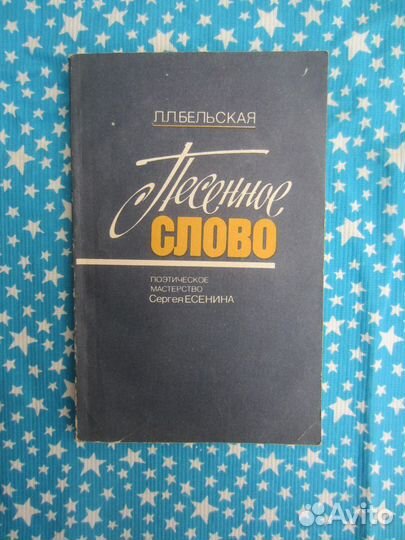 Л.Л.БЕЛЬСКАЯ
Песенное
СЛОВО
ПОЭТИЧЕСКОЕ
МАСТЕРСТВО
Сергея ЕСЕНИНА
Avito